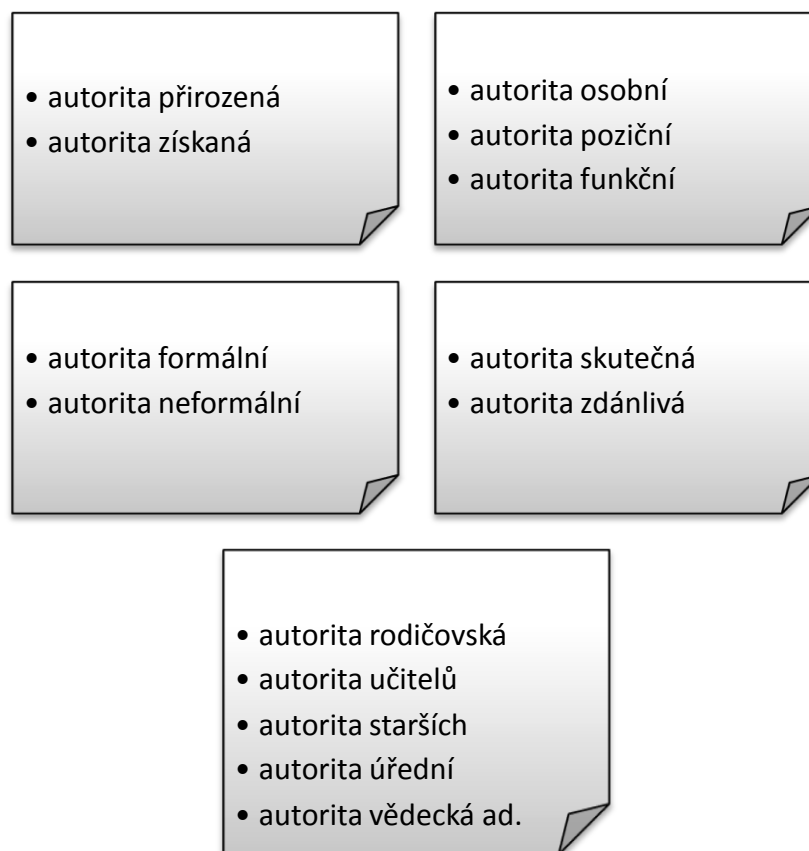 • autorita přirozená
• autorita získaná
• autorita osobní
• autorita poziční
• autorita funkční
• autorita formální
• autorita neformální
• autorita skutečná
• autorita zdánlivá
• autorita rodičovská
• autorita učitelů
• autorita starších
• autorita úřední
• autorita vědecká ad.